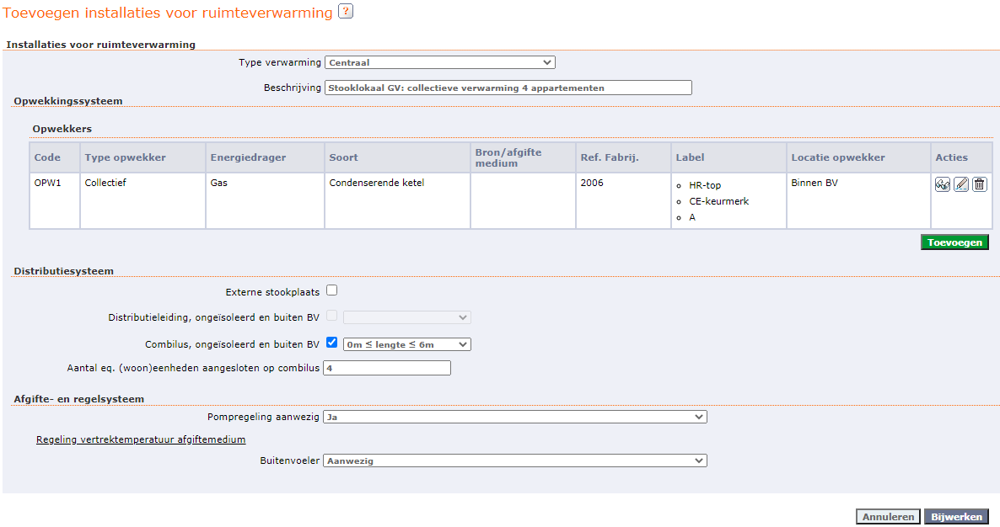 Toevoegen installaties voor ruimteverwarming ?
Installaties voor ruimteverwarming
Type verwarming Centraal
Beschrijving Stooklokaal GV: collectieve verwarming 4 appartementen
Opwekkingssysteem
Opwekkers
Code Type opwekker Energiedrager Soort Bron/afgifte medium Ref. Fabrij. Label Locatie opwekker Acties
OPW1 Collectief Gas Condenserende ketel 2006 HR-top Binnen BV
CE-keurmerk
A
Toevoegen
Distributiesysteem
Externe stookplaats
Distributieleiding, ongeïsoleerd en buiten BV
Combilus, ongeïsoleerd en buiten BV 0m ≤ lengte ≤ 6m
Aantal eq. (woon)eenheden aangesloten op combilus 4
Afgifte- en regelsysteem
Pompregeling aanwezig Ja
Regeling vertrektemperatuur afgiftemedium
Buitenvoeler Aanwezig
Annuleren Bijwerken